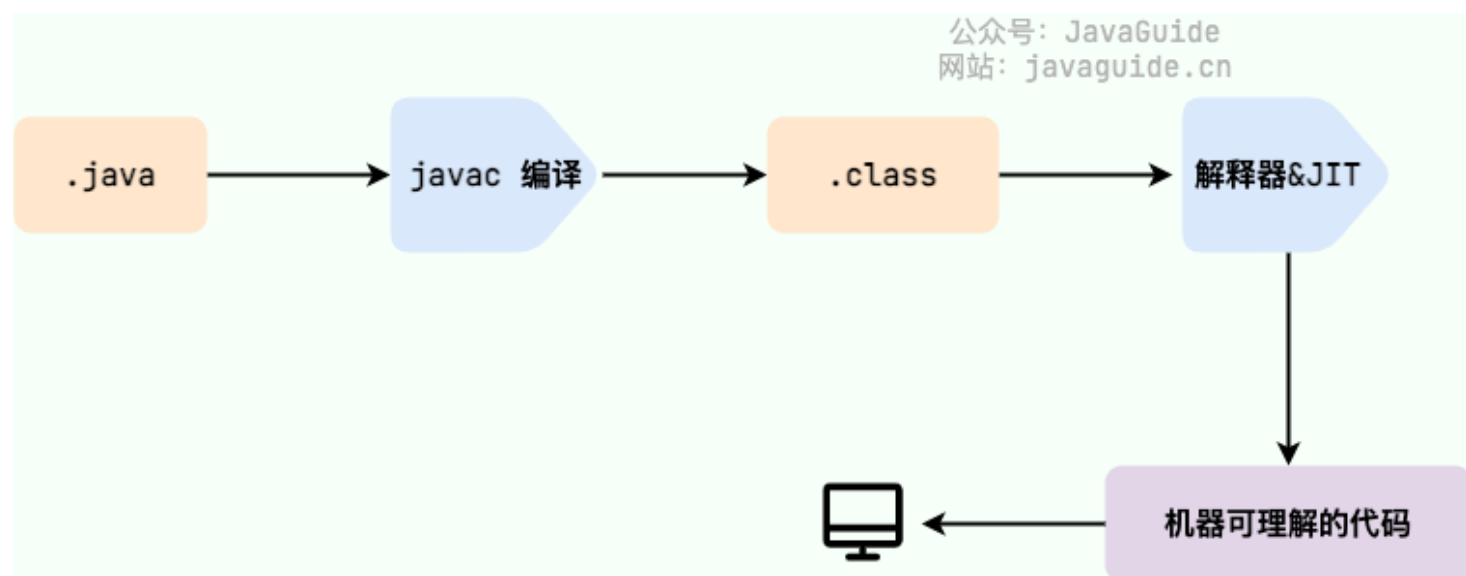 公众号：JavaGuide
网站：javaguide.cn
.java
javac 编译
.class
解释器&JIT
机器可理解的代码